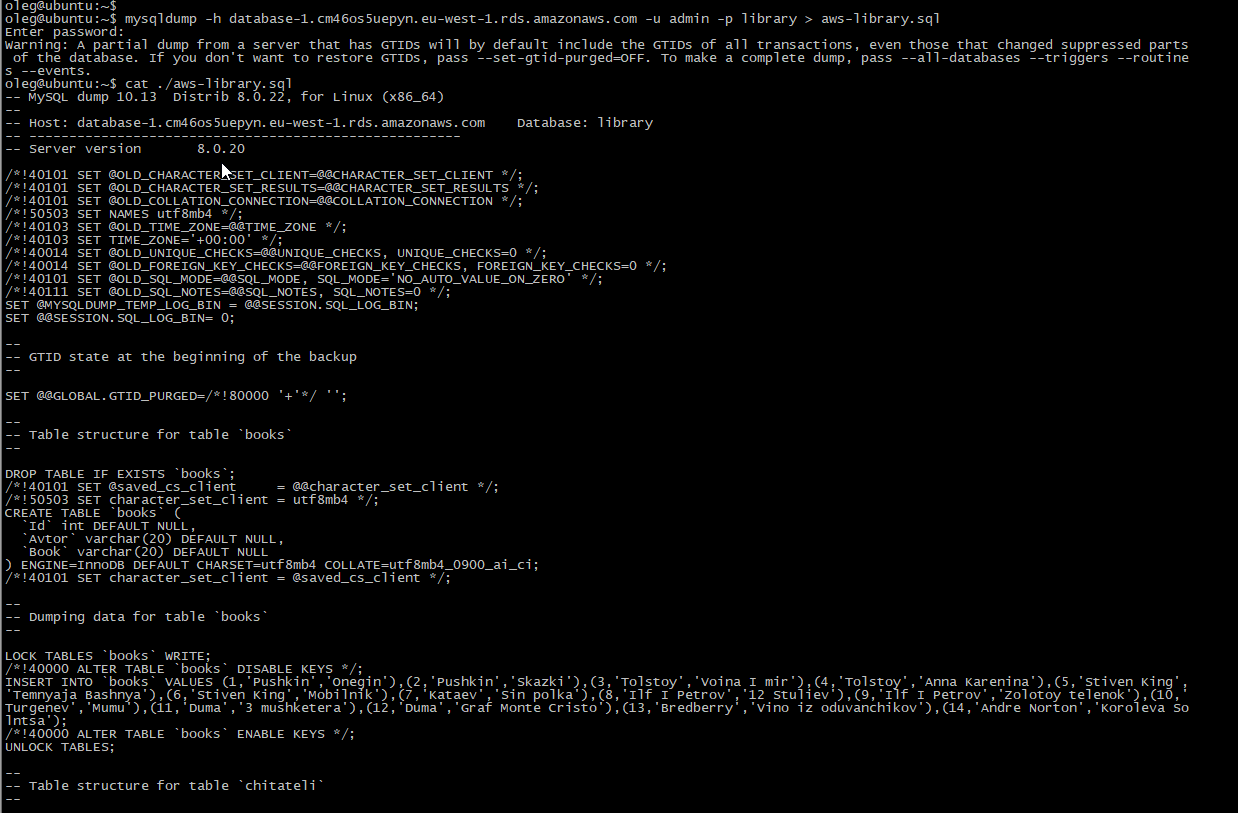 oleg@ubuntu:~$
oleg@ubuntu:~$ mysqldump -h database-1.cm46os5uepyn.eu-west-1.rds.amazonaws.com -u admin -p library > aws-library.sql
Enter password:
Warning: A partial dump from a server that has GTIDs will by default include the GTIDs of all transactions, even those that changed suppressed parts
 of the database. If you don't want to restore GTIDs, pass --set-gtid-purged=OFF. To make a complete dump, pass --all-databases --triggers --routine
s --events.
oleg@ubuntu:~$ cat ./aws-library.sql
-- MySQL dump 10.13  Distrib 8.0.22, for Linux (x86_64)
--
-- Host: database-1.cm46os5uepyn.eu-west-1.rds.amazonaws.com    Database: library
-- ------------------------------------------------------
-- Server version       8.0.20

/*!40101 SET @OLD_CHARACTER_SET_CLIENT=@@CHARACTER_SET_CLIENT */;
/*!40101 SET @OLD_CHARACTER_SET_RESULTS=@@CHARACTER_SET_RESULTS */;
/*!40101 SET @OLD_COLLATION_CONNECTION=@@COLLATION_CONNECTION */;
/*!50503 SET NAMES utf8mb4 */;
/*!40103 SET @OLD_TIME_ZONE=@@TIME_ZONE */;
/*!40103 SET TIME_ZONE='+00:00' */;
/*!40014 SET @OLD_UNIQUE_CHECKS=@@UNIQUE_CHECKS, UNIQUE_CHECKS=0 */;
/*!40014 SET @OLD_FOREIGN_KEY_CHECKS=@@FOREIGN_KEY_CHECKS, FOREIGN_KEY_CHECKS=0 */;
/*!40101 SET @OLD_SQL_MODE=@@SQL_MODE, SQL_MODE='NO_AUTO_VALUE_ON_ZERO' */;
/*!40111 SET @OLD_SQL_NOTES=@@SQL_NOTES, SQL_NOTES=0 */;
SET @MYSQLDUMP_TEMP_LOG_BIN = @@SESSION.SQL_LOG_BIN;
SET @@SESSION.SQL_LOG_BIN= 0;

--
-- GTID state at the beginning of the backup
--

SET @@GLOBAL.GTID_PURGED=/*!80000 '+'*/ '';

--
-- Table structure for table `books`
--

DROP TABLE IF EXISTS `books`;
/*!40101 SET @saved_cs_client     = @@character_set_client */;
/*!50503 SET character_set_client = utf8mb4 */;
CREATE TABLE `books` (
  `Id` int DEFAULT NULL,
  `Avtor` varchar(20) DEFAULT NULL,
  `Book` varchar(20) DEFAULT NULL
) ENGINE=InnoDB DEFAULT CHARSET=utf8mb4 COLLATE=utf8mb4_0900_ai_ci;
/*!40101 SET character_set_client = @saved_cs_client */;

--
-- Dumping data for table `books`
--

LOCK TABLES `books` WRITE;
/*!40000 ALTER TABLE `books` DISABLE KEYS */;
INSERT INTO `books` VALUES (1,'Pushkin','Onegin'),(2,'Pushkin','Skazki'),(3,'Tolstoy','Voina I mir'),(4,'Tolstoy','Anna Karenina'),(5,'Stiven King',
'Temnyaja Bashnya'),(6,'Stiven King','Mobilnik'),(7,'Kataev','Sin polka'),(8,'Ilf I Petrov','12 Stuliev'),(9,'Ilf I Petrov','Zolotoy telenok'),(10,'
Turgenev','Mumu'),(11,'Duma','3 mushketera'),(12,'Duma','Graf Monte Cristo'),(13,'Bredberry','Vino iz oduvanchikov'),(14,'Andre Norton','Koroleva So
lntsa');
/*!40000 ALTER TABLE `books` ENABLE KEYS */;
UNLOCK TABLES;

--
-- Table structure for table `chitateli`
--